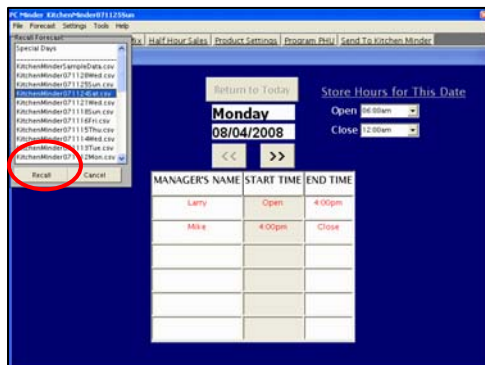 PC Minder KitchenMinder071125Sun
File Forecast Settings Tools Help
Recall Forecast
Half Hour Sales Product Settings Program PHU Send To Kitchen Minder
Special Days
KitchenMinderSampleData.csv
KitchenMinder071128Wed.csv
KitchenMinder071125Sun.csv
KitchenMinder071124Sat.csv
KitchenMinder071121Wed.csv
KitchenMinder071118Sun.csv
KitchenMinder071116Fri.csv
KitchenMinder071115Thu.csv
KitchenMinder071114Wed.csv
KitchenMinder071113Tue.csv
KitchenMinder071112Mon.csv
Recall Cancel
Return to Today
Monday
08/04/2008
<< >>
Store Hours for This Date
Open 06:00am
Close 12:00am
MANAGER'S NAME START TIME END TIME
Larry Open 4:00pm
Mike 4:00pm Close